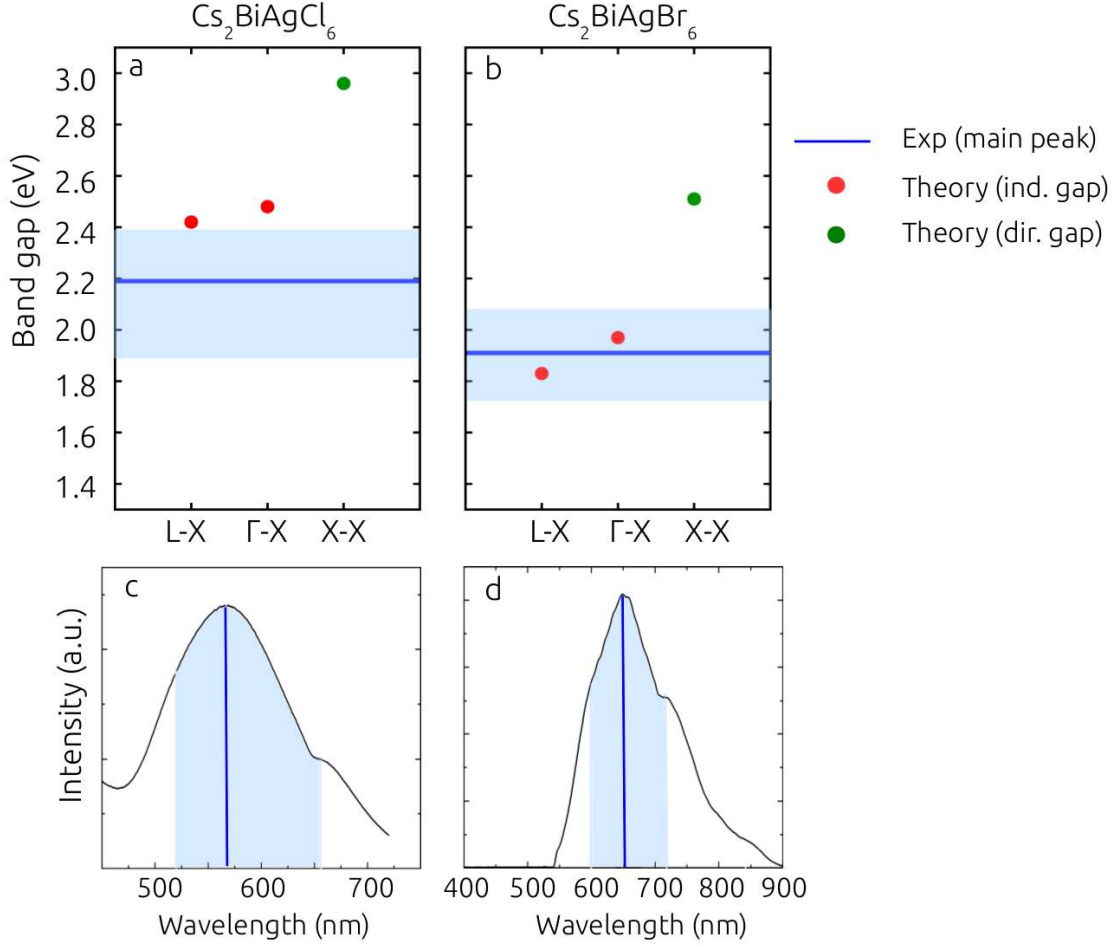 Cs₂BiAgCl₆
Cs₂BiAgBr₆
a
b
Band gap (eV)
3.0
2.8
2.6
2.4
2.2
2.0
1.8
1.6
1.4
L-X Γ-X X-X
L-X Γ-X X-X
Exp (main peak)
Theory (ind. gap)
Theory (dir. gap)
c
d
Intensity (a.u.)
500 600 700
400 500 600 700 800 900
Wavelength (nm)
Wavelength (nm)